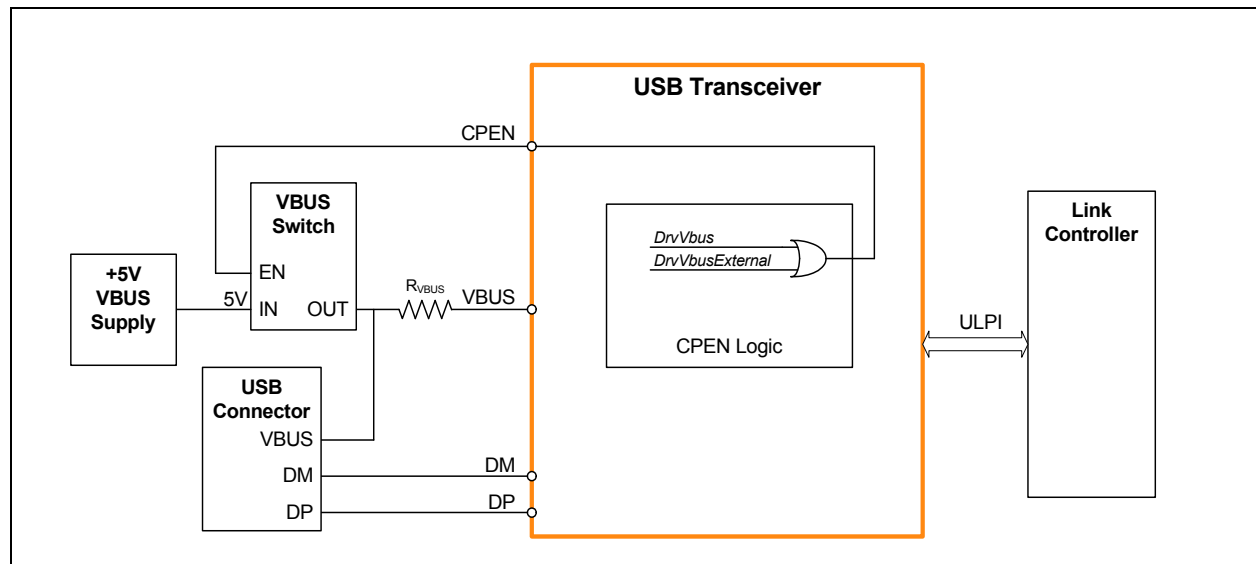 USB Transceiver
CPEN
VBUS
Switch
EN
IN
OUT
5V
+5V
VBUS
Supply
RVBUS
VBUS
DrvVbus
DrvVbusExternal
CPEN Logic
ULPI
Link
Controller
USB
Connector
VBUS
DM
DP
DM
DP